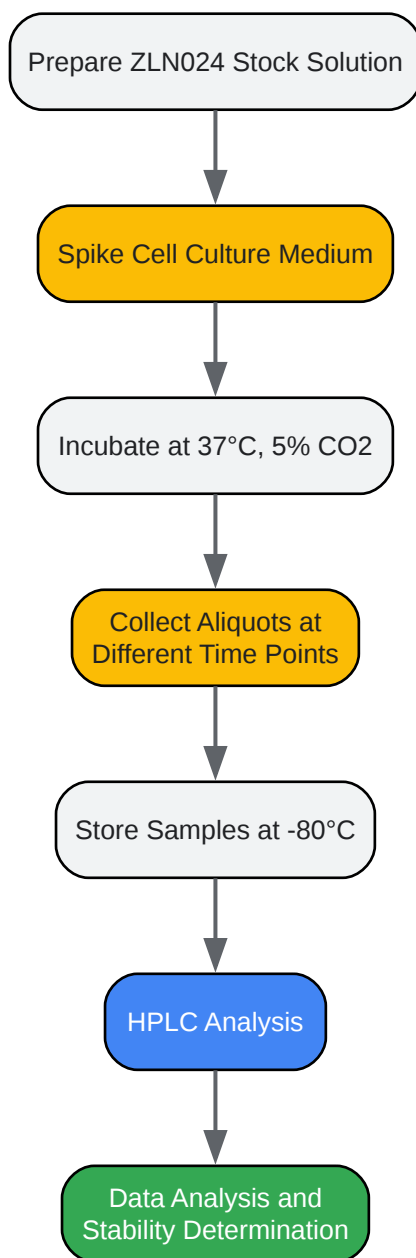 Prepare ZLN024 Stock Solution
Spike Cell Culture Medium
Incubate at 37°C, 5% CO2
Collect Aliquots at
Different Time Points
Store Samples at -80°C
HPLC Analysis
Data Analysis and
Stability Determination